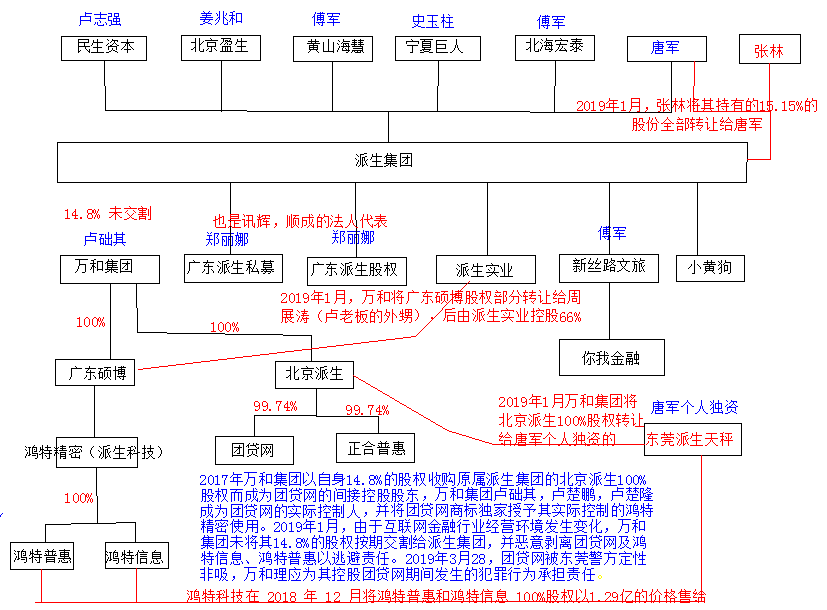 卢志强
姜兆和
傅军
史玉柱
傅军
民生资本
北京盈生
黄山海慧
宁夏巨人
北海宏泰
唐军
张林
2019年1月，张林将其持有的15.15%的
股份全部转让给唐军
派生集团
14.8% 未交割
也是讯辉，顺成的法人代表
卢础其
郑丽娜
郑丽娜
傅军
万和集团
广东派生私募
广东派生股权
派生实业
新丝路文旅
小黄狗
2019年1月，万和将广东硕博股权部分转让给周
展涛（卢老板的外甥），后由派生实业控股66%
100%
100%
广东硕博
北京派生
你我金融
99.74%
99.74%
2019年1月万和集团将
北京派生100%股权转让
给唐军个人独资的
唐军个人独资
东莞派生天秤
鸿特精密（派生科技）
团贷网
正合普惠
100%
2017年万和集团以自身14.8%的股权收购原属派生集团的北京派生100%
股权而成为团贷网的间接控股股东，万和集团卢础其，卢楚鹏，卢楚隆
成为团贷网的实际控制人，并将团贷网商标独家授予其实际控制的鸿特
精密使用。2019年1月，由于互联网金融行业经营环境发生变化，万和
集团未将其14.8%的股权按期交割给派生集团，并恶意剥离团贷网及鸿
特信息、鸿特普惠以逃避责任。2019年3月28，团贷网被东莞警方定性
非吸，万和理应为其控股团贷网期间发生的犯罪行为承担责任。
鸿特普惠
鸿特信息
鸿特科技在 2018 年 12 月将鸿特普惠和鸿特信息 100%股权以1.29亿的价格售给